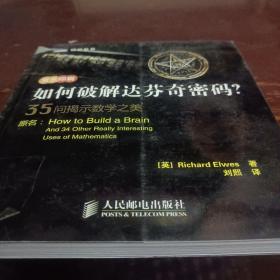 如何破解达芬奇密码?
35问揭示数学之美
原名：How to Build a Brain
And 34 Other Really Interesting
Uses of Mathematics
[英] Richard Elwes 著
刘熙 译
人民邮电出版社
POSTS & TELECOM PRESS